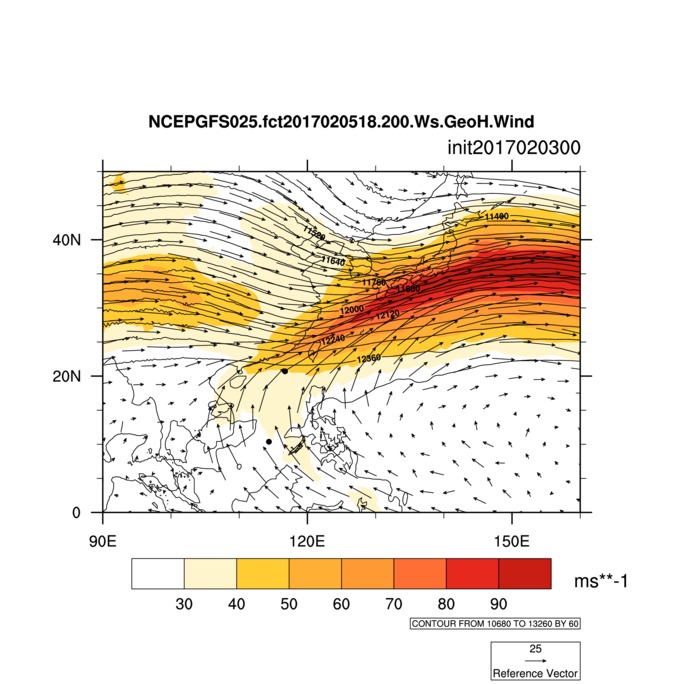 NCEPGFS025.fct2017020518.200.Ws.GeoH.Wind
init2017020300
11400
11520
11640
11760
11880
12000
12120
12240
12360
40N
20N
0
90E 120E 150E
ms**-1
30 40 50 60 70 80 90
CONTOUR FROM 10680 TO 13260 BY 60
25
Reference Vector